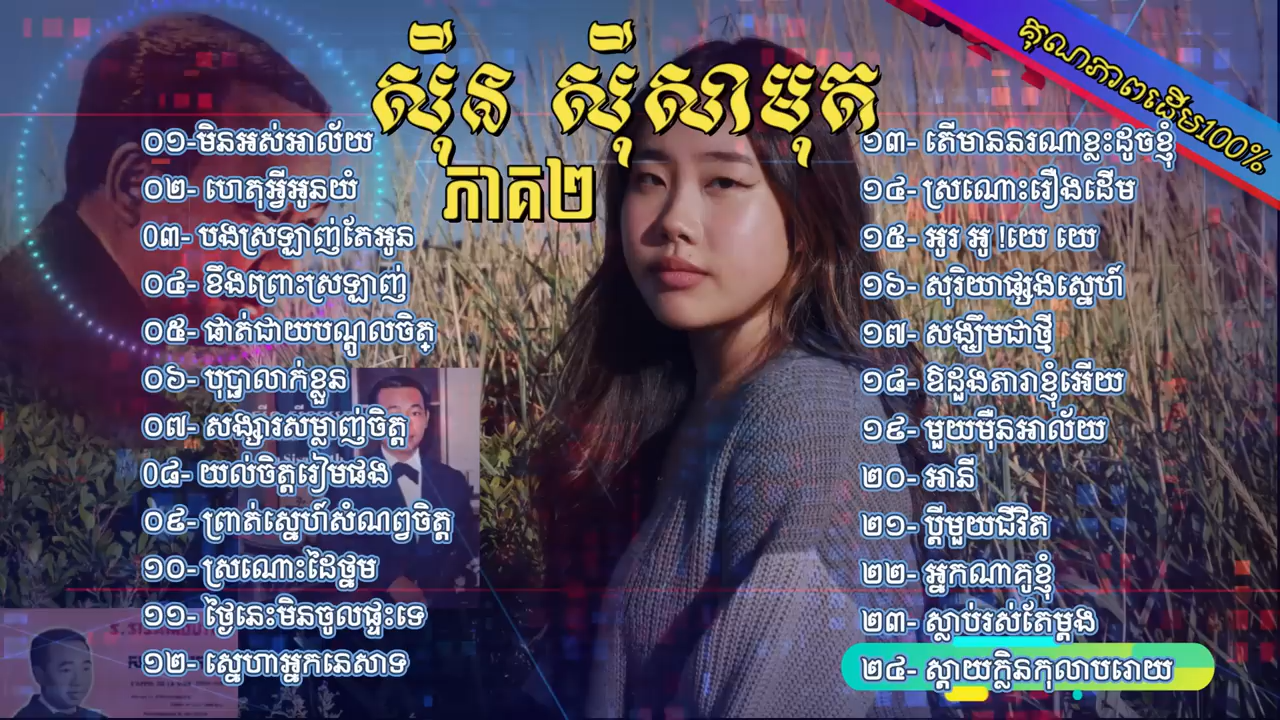 ស៊ីន ស៊ីសាមុត
ភាគ២
គុណភាពដើម100%
០១-មិនអស់អាល័យ
០២- ហេតុអ្វីអូនយំ
០៣- បងស្រឡាញ់តែអូន
០៤- ខឹងព្រោះស្រឡាញ់
០៥- ផាត់ជាយបណ្តូលចិត្ត
០៦- បុប្ផាលាក់ខ្លួន
០៧- សង្សារសីម្លាញ់ចិត្ត
០៨- យល់ចិត្តរៀមផង
០៩- ព្រាត់ស្នេហ៍សំណព្វចិត្ត
១០- ស្រណោះដៃថ្នម
១១- ថ្ងៃនេះមិនចូលផ្ទះទេ
១២- ស្នេហាអ្នកនេសាទ
១៣- តើមាននរណាខ្លះដូចខ្ញុំ
១៤- ស្រណោះរឿងដើម
១៥- អូរ អូ !យេ យេ
១៦- សុរិយាផ្សងស្នេហ៍
១៧- សង្ឃឹមជាថ្មី
១៨- ឱដួងតារាខ្ញុំអើយ
១៩- មួយម៉ឺនអាល័យ
២០- អានី
២១- ប្តីមួយជីវិត
២២- អ្នកណាគូខ្ញុំ
២៣- ស្លាប់រស់តែម្តង
២៤- ស្តាយក្លិនកុលាបរោយ
S.SISAMOUTH